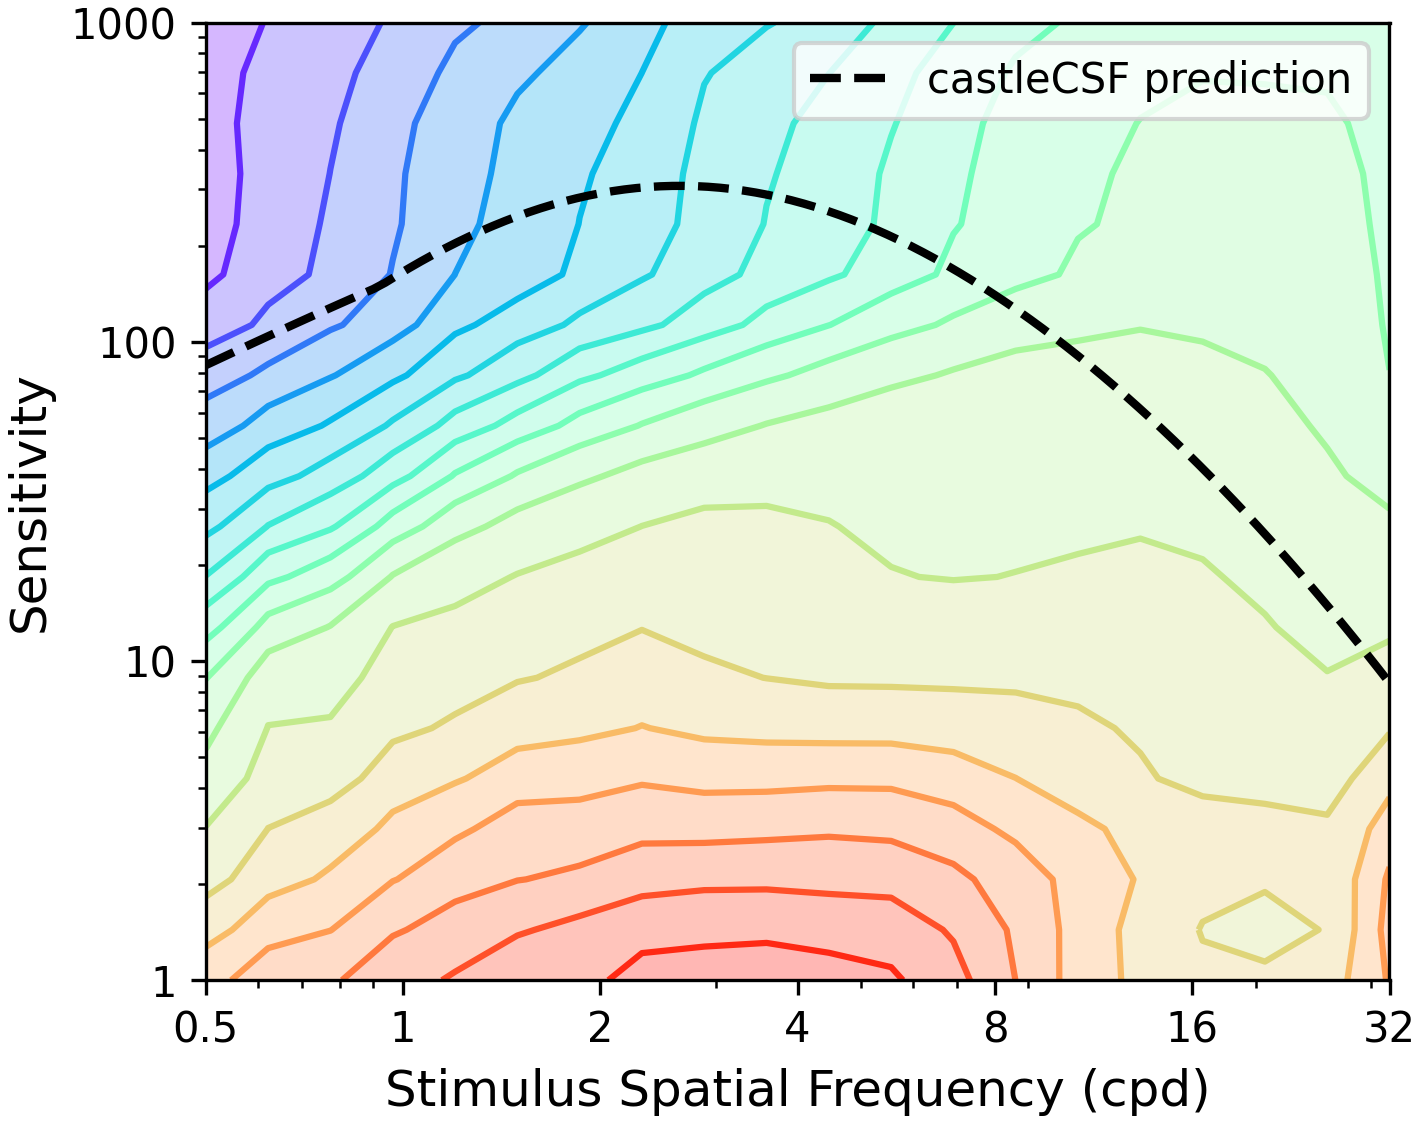 1000
100
10
1
Sensitivity
castleCSF prediction
0.5 1 2 4 8 16 32
Stimulus Spatial Frequency (cpd)